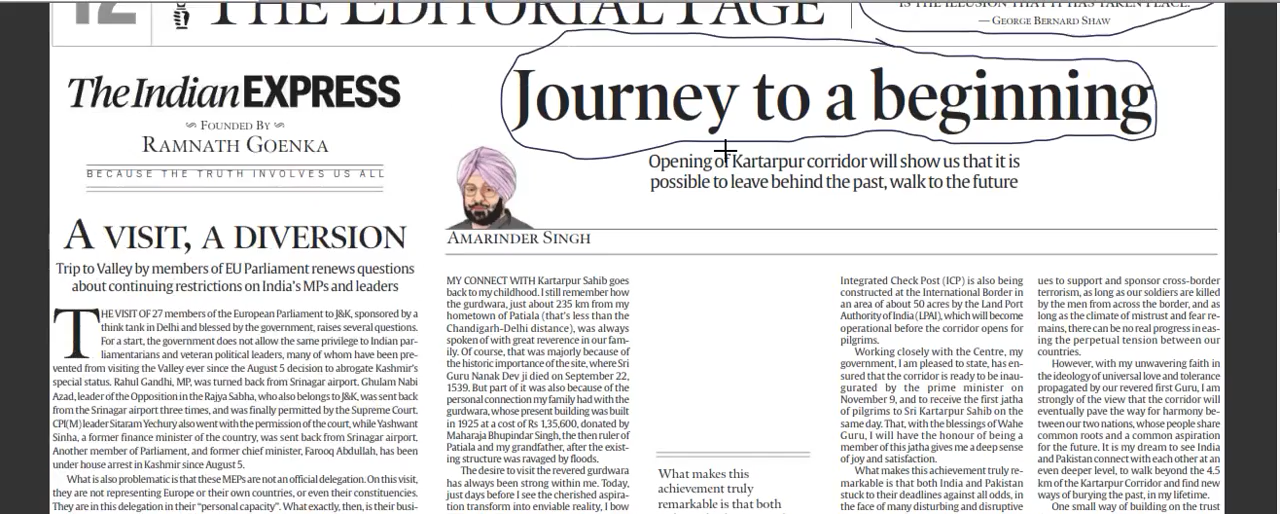 12
THE EDITORIAL PAGE
IS THE ILLUSION THAT IT HAS TAKEN PLACE.
— GEORGE BERNARD SHAW
The Indian EXPRESS
FOUNDED BY
RAMNATH GOENKA
BECAUSE THE TRUTH INVOLVES US ALL
A VISIT, A DIVERSION
Trip to Valley by members of EU Parliament renews questions
about continuing restrictions on India's MPs and leaders
THE VISIT OF 27 members of the European Parliament to J&K, sponsored by a
think tank in Delhi and blessed by the government, raises several questions.
For a start, the government does not allow the same privilege to Indian par-
liamentarians and veteran political leaders, many of whom have been pre-
vented from visiting the Valley ever since the August 5 decision to abrogate Kashmir's
special status. Rahul Gandhi, MP, was turned back from Srinagar airport. Ghulam Nabi
Azad, leader of the Opposition in the Rajya Sabha, who also belongs to J&K, was sent back
from the Srinagar airport three times, and was finally permitted by the Supreme Court.
CPI(M) leader Sitaram Yechury also went with the permission of the court, while Yashwant
Sinha, a former finance minister of the country, was sent back from Srinagar airport.
Another member of Parliament, and former chief minister, Farooq Abdullah, has been
under house arrest in Kashmir since August 5.
What is also problematic is that these MEPs are not an official delegation. On this visit,
they are not representing Europe or their own countries, or even their constituencies.
They are in this delegation in their "personal capacity". What exactly, then, is their busi-
Journey to a beginning
Opening of Kartarpur corridor will show us that it is
possible to leave behind the past, walk to the future
AMARINDER SINGH
MY CONNECT WITH Kartarpur Sahib goes
back to my childhood. I still remember how
the gurdwara, just about 235 km from my
hometown of Patiala (that's less than the
Chandigarh-Delhi distance), was always
spoken of with great reverence in our fam-
ily. Of course, that was majorly because of
the historic importance of the site, where Sri
Guru Nanak Dev ji died on September 22,
1539. But part of it was also because of the
personal connection my family had with the
gurdwara, whose present building was built
in 1925 at a cost of Rs 1,35,600, donated by
Maharaja Bhupindar Singh, the then ruler of
Patiala and my grandfather, after the exist-
ing structure was ravaged by floods.
The desire to visit the revered gurdwara
has always been strong within me. Today,
just days before I see the cherished aspira-
tion transform into enviable reality, I bow
What makes this
achievement truly
remarkable is that both
Integrated Check Post (ICP) is also being
constructed at the International Border in
an area of about 50 acres by the Land Port
Authority of India (LPAI), which will become
operational before the corridor opens for
pilgrims.
Working closely with the Centre, my
government, I am pleased to state, has en-
sured that the corridor is ready to be inau-
gurated by the prime minister on
November 9, and to receive the first jatha
of pilgrims to Sri Kartarpur Sahib on the
same day. That, with the blessings of Wahe
Guru, I will have the honour of being a
member of this jatha gives me a deep sense
of joy and satisfaction.
What makes this achievement truly re-
markable is that both India and Pakistan
stuck to their deadlines against all odds, in
the face of many disturbing and disruptive
ues to support and sponsor cross-border
terrorism, as long as our soldiers are killed
by the men from across the border, and as
long as the climate of mistrust and fear re-
mains, there can be no real progress in eas-
ing the perpetual tension between our
countries.
However, with my unwavering faith in
the ideology of universal love and tolerance
propagated by our revered first Guru, I am
strongly of the view that the corridor will
eventually pave the way for harmony be-
tween our two nations, whose people share
common roots and a common aspiration
for the future. It is my dream to see India
and Pakistan connect with each other at an
even deeper level, to walk beyond the 4.5
km of the Kartarpur Corridor and find new
ways of burying the past, in my lifetime.
One small way of building on the trust